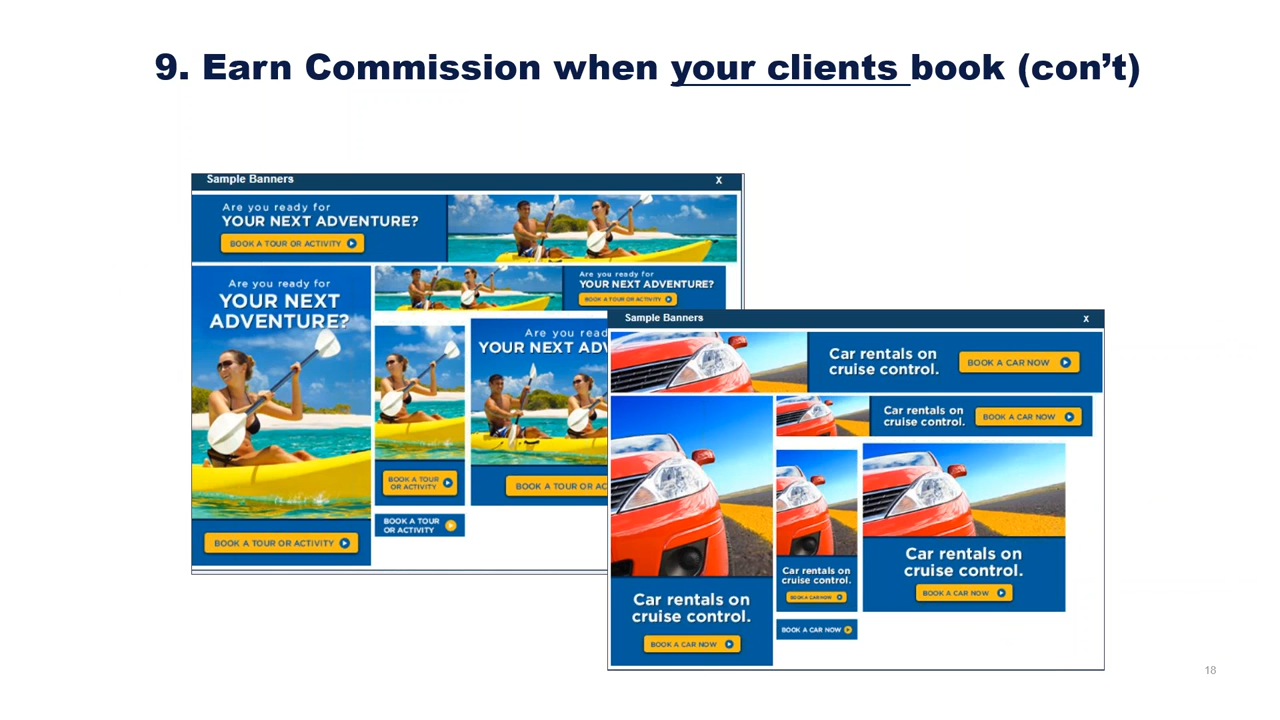 9. Earn Commission when your clients book (con’t)
Sample Banners
X
Are you ready for
YOUR NEXT ADVENTURE?
BOOK A TOUR OR ACTIVITY
Are you ready for
YOUR NEXT
ADVENTURE?
BOOK A TOUR OR ACTIVITY
Are you ready for
YOUR NEXT ADVENTURE?
BOOK A TOUR OR ACTIVITY
BOOK A TOUR
OR ACTIVITY
BOOK A TOUR
OR ACTIVITY
Are you read
YOUR NEXT ADV
BOOK A TOUR OR AC
Sample Banners
X
Car rentals on
cruise control.
BOOK A CAR NOW
Car rentals on
cruise control.
BOOK A CAR NOW
Car rentals on
cruise control.
BOOK A CAR NOW
Car rentals on
cruise control.
BOOK A CAR NOW
BOOK A CAR NOW
Car rentals on
cruise control.
BOOK A CAR NOW
18